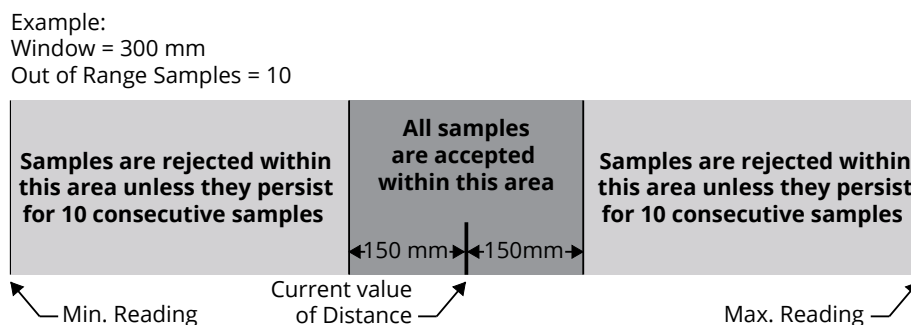 Example:
Window = 300 mm
Out of Range Samples = 10
Samples are rejected within
this area unless they persist
for 10 consecutive samples
All samples
are accepted
within this area
Samples are rejected within
this area unless they persist
for 10 consecutive samples
150 mm
150mm
Min. Reading
Current value
of Distance
Max. Reading